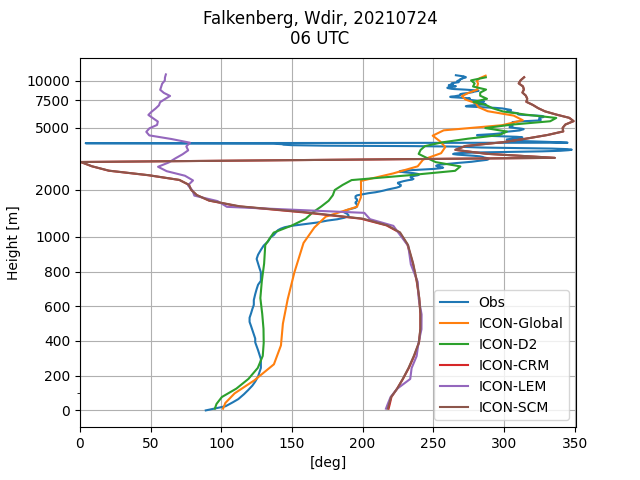 Falkenberg, Wdir, 20210724
06 UTC
Height [m]
10000
7500
5000
2000
1000
800
600
400
200
0
0 50 100 150 200 250 300 350
[deg]
Obs
ICON-Global
ICON-D2
ICON-CRM
ICON-LEM
ICON-SCM